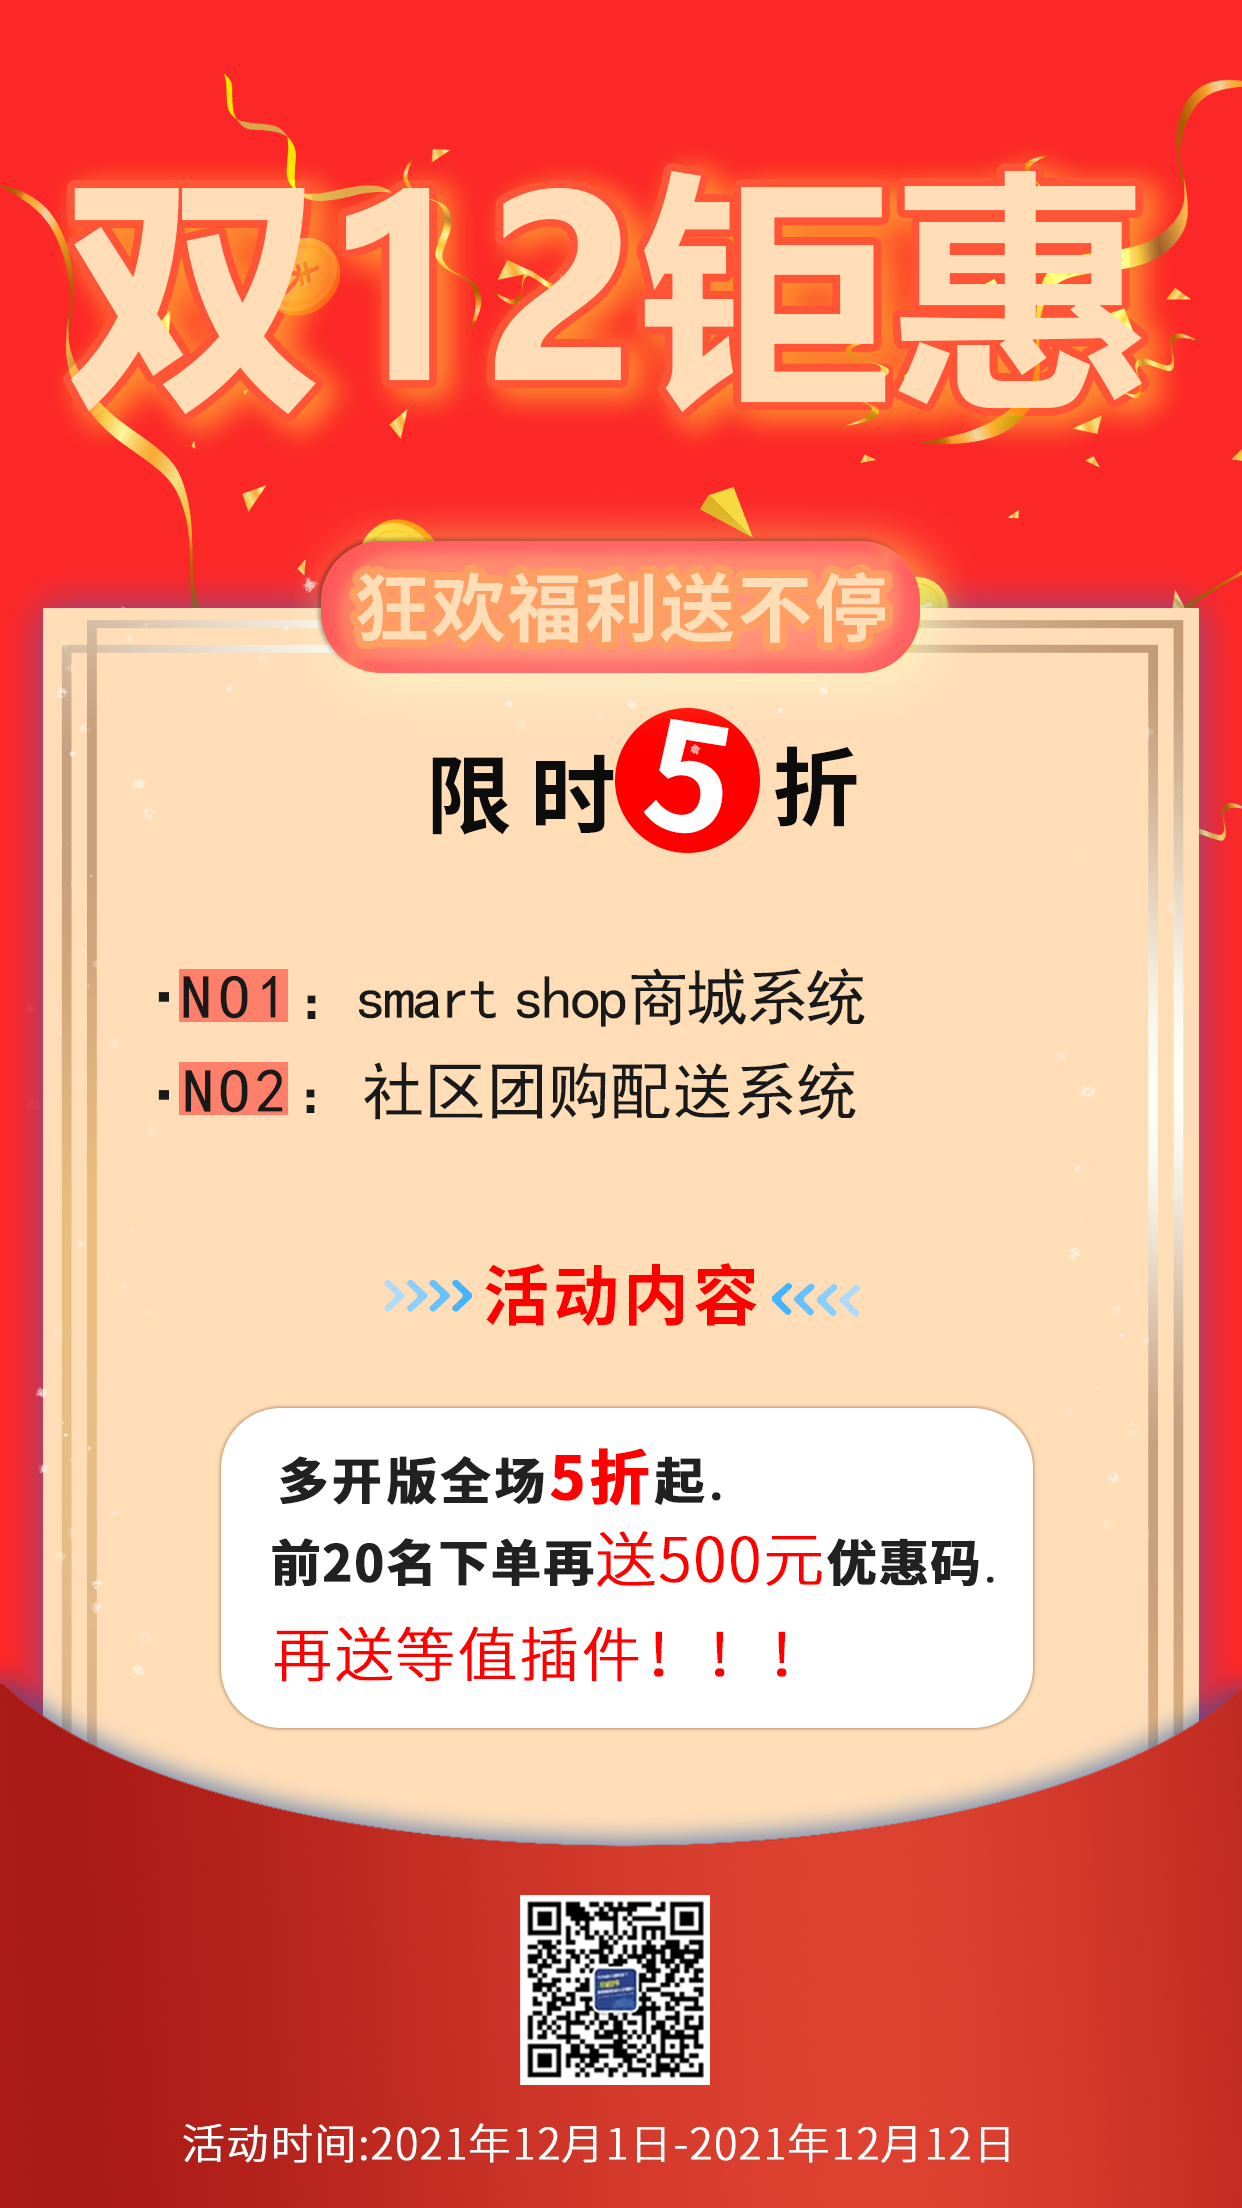 双12钜惠
狂欢福利送不停
限时5折
·NO1：smart shop商城系统
·NO2：社区团购配送系统
活动内容
多开版全场5折起.
前20名下单再送500元优惠码.
再送等值插件！！！
活动时间:2021年12月1日-2021年12月12日